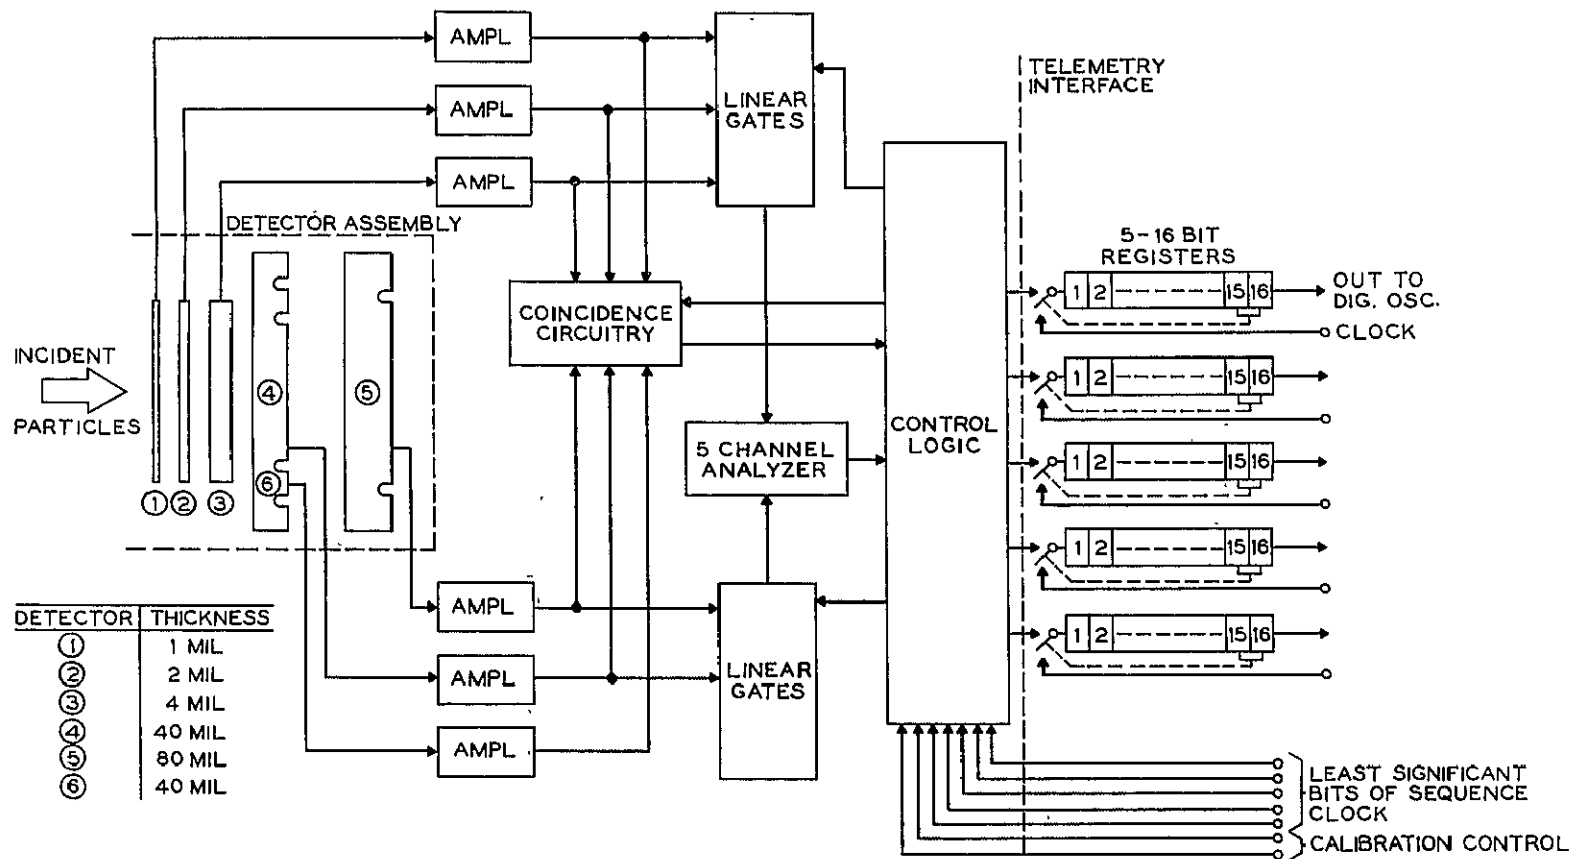 AMPL
AMPL
AMPL
LINEAR
GATES
TELEMETRY
INTERFACE
DETECTOR ASSEMBLY
INCIDENT
PARTICLES
①
②
③
④
⑤
⑥
COINCIDENCE
CIRCUITRY
5 CHANNEL
ANALYZER
CONTROL
LOGIC
5-16 BIT
REGISTERS
1 2 15 16
OUT TO
DIG. OSC.
CLOCK
1 2 15 16
1 2 15 16
1 2 15 16
1 2 15 16
AMPL
AMPL
AMPL
LINEAR
GATES
DETECTOR THICKNESS
① 1 MIL
② 2 MIL
③ 4 MIL
④ 40 MIL
⑤ 80 MIL
⑥ 40 MIL
LEAST SIGNIFICANT
BITS OF SEQUENCE
CLOCK
CALIBRATION CONTROL